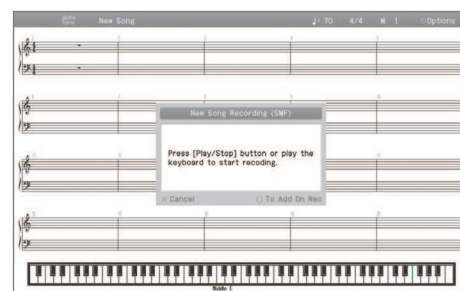 New Song ♩= 70 4/4 M: 1 Options
New Song Recording (SMF)
Press [Play/Stop] button or play the
keyboard to start recoding.
× Cancel ○ To Add On Rec
Middle C